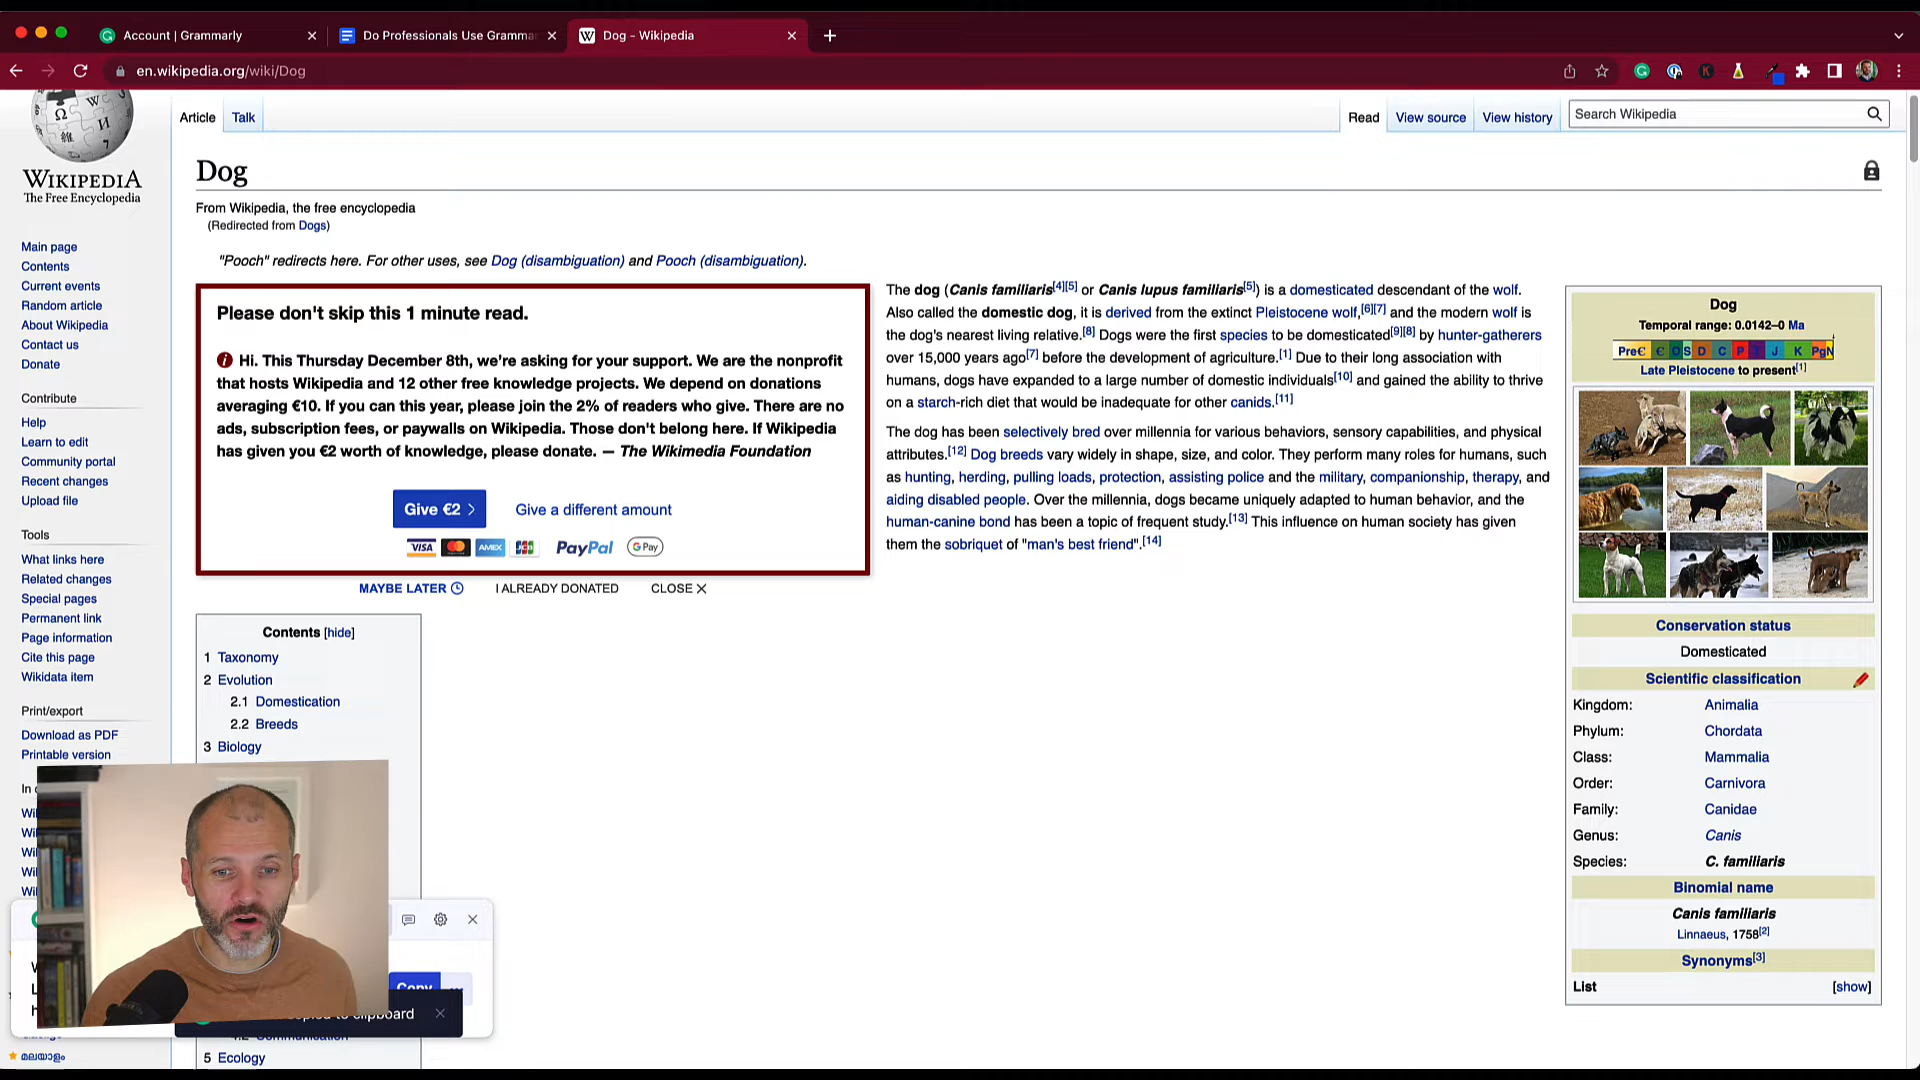 Account | Grammarly
Do Professionals Use Gramma
Dog - Wikipedia
en.wikipedia.org/wiki/Dog
WIKIPEDIA
The Free Encyclopedia
Main page
Contents
Current events
Random article
About Wikipedia
Contact us
Donate
Contribute
Help
Learn to edit
Community portal
Recent changes
Upload file
Tools
What links here
Related changes
Special pages
Permanent link
Page information
Cite this page
Wikidata item
Print/export
Download as PDF
Printable version
Article
Talk
Read
View source
View history
Search Wikipedia
Dog
From Wikipedia, the free encyclopedia
(Redirected from Dogs)
"Pooch" redirects here. For other uses, see Dog (disambiguation) and Pooch (disambiguation).
Please don't skip this 1 minute read.
Hi. This Thursday December 8th, we're asking for your support. We are the nonprofit
that hosts Wikipedia and 12 other free knowledge projects. We depend on donations
averaging €10. If you can this year, please join the 2% of readers who give. There are no
ads, subscription fees, or paywalls on Wikipedia. Those don't belong here. If Wikipedia
has given you €2 worth of knowledge, please donate. — The Wikimedia Foundation
Give €2
Give a different amount
VISA
AMEX
JCB
PayPal
G Pay
MAYBE LATER
I ALREADY DONATED
CLOSE
Contents [hide]
1 Taxonomy
2 Evolution
2.1 Domestication
2.2 Breeds
3 Biology
5 Ecology
Copy
clipboard
മലയാളം
The dog (Canis familiaris[4][5] or Canis lupus familiaris[5]) is a domesticated descendant of the wolf.
Also called the domestic dog, it is derived from the extinct Pleistocene wolf,[6][7] and the modern wolf is
the dog's nearest living relative.[8] Dogs were the first species to be domesticated[9][8] by hunter-gatherers
over 15,000 years ago[7] before the development of agriculture.[1] Due to their long association with
humans, dogs have expanded to a large number of domestic individuals[10] and gained the ability to thrive
on a starch-rich diet that would be inadequate for other canids.[11]
The dog has been selectively bred over millennia for various behaviors, sensory capabilities, and physical
attributes.[12] Dog breeds vary widely in shape, size, and color. They perform many roles for humans, such
as hunting, herding, pulling loads, protection, assisting police and the military, companionship, therapy, and
aiding disabled people. Over the millennia, dogs became uniquely adapted to human behavior, and the
human-canine bond has been a topic of frequent study.[13] This influence on human society has given
them the sobriquet of "man's best friend".[14]
Dog
Temporal range: 0.0142–0 Ma
PreꞒ Ꞓ O S D C P T J K Pg N
Late Pleistocene to present[1]
Conservation status
Domesticated
Scientific classification
Kingdom: Animalia
Phylum: Chordata
Class: Mammalia
Order: Carnivora
Family: Canidae
Genus: Canis
Species: C. familiaris
Binomial name
Canis familiaris
Linnaeus, 1758[2]
Synonyms[3]
List [show]